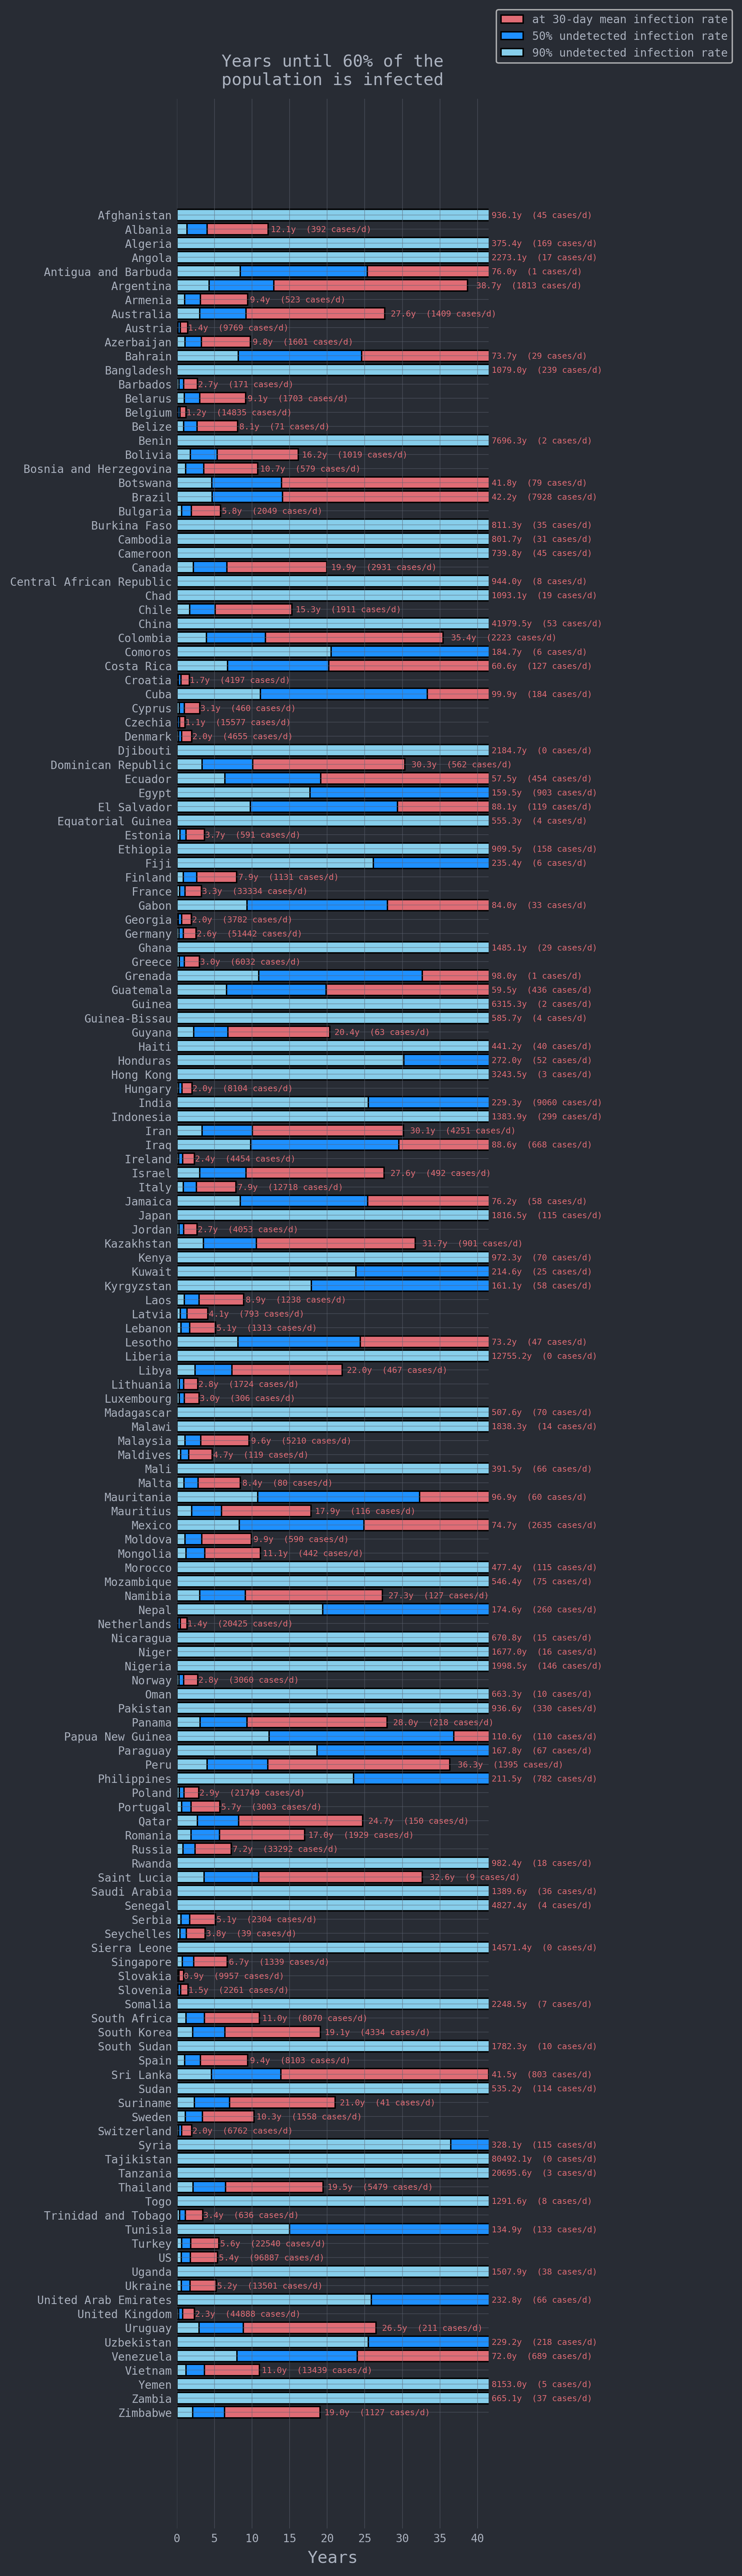 at 30-day mean infection rate
50% undetected infection rate
90% undetected infection rate
Years until 60% of the
population is infected
Afghanistan 936.1y (45 cases/d)
Albania 12.1y (392 cases/d)
Algeria 375.4y (169 cases/d)
Angola 2273.1y (17 cases/d)
Antigua and Barbuda 76.0y (1 cases/d)
Argentina 38.7y (1813 cases/d)
Armenia 9.4y (523 cases/d)
Australia 27.6y (1409 cases/d)
Austria 1.4y (9769 cases/d)
Azerbaijan 9.8y (1601 cases/d)
Bahrain 73.7y (29 cases/d)
Bangladesh 1079.0y (239 cases/d)
Barbados 2.7y (171 cases/d)
Belarus 9.1y (1703 cases/d)
Belgium 1.2y (14835 cases/d)
Belize 8.1y (71 cases/d)
Benin 7696.3y (2 cases/d)
Bolivia 16.2y (1019 cases/d)
Bosnia and Herzegovina 10.7y (579 cases/d)
Botswana 41.8y (79 cases/d)
Brazil 42.2y (7928 cases/d)
Bulgaria 5.8y (2049 cases/d)
Burkina Faso 811.3y (35 cases/d)
Cambodia 801.7y (31 cases/d)
Cameroon 739.8y (45 cases/d)
Canada 19.9y (2931 cases/d)
Central African Republic 944.0y (8 cases/d)
Chad 1093.1y (19 cases/d)
Chile 15.3y (1911 cases/d)
China 41979.5y (53 cases/d)
Colombia 35.4y (2223 cases/d)
Comoros 184.7y (6 cases/d)
Costa Rica 60.6y (127 cases/d)
Croatia 1.7y (4197 cases/d)
Cuba 99.9y (184 cases/d)
Cyprus 3.1y (460 cases/d)
Czechia 1.1y (15577 cases/d)
Denmark 2.0y (4655 cases/d)
Djibouti 2184.7y (0 cases/d)
Dominican Republic 30.3y (562 cases/d)
Ecuador 57.5y (454 cases/d)
Egypt 159.5y (903 cases/d)
El Salvador 88.1y (119 cases/d)
Equatorial Guinea 555.3y (4 cases/d)
Estonia 3.7y (591 cases/d)
Ethiopia 909.5y (158 cases/d)
Fiji 235.4y (6 cases/d)
Finland 7.9y (1131 cases/d)
France 3.3y (33334 cases/d)
Gabon 84.0y (33 cases/d)
Georgia 2.0y (3782 cases/d)
Germany 2.6y (51442 cases/d)
Ghana 1485.1y (29 cases/d)
Greece 3.0y (6032 cases/d)
Grenada 98.0y (1 cases/d)
Guatemala 59.5y (436 cases/d)
Guinea 6315.3y (2 cases/d)
Guinea-Bissau 585.7y (4 cases/d)
Guyana 20.4y (63 cases/d)
Haiti 441.2y (40 cases/d)
Honduras 272.0y (52 cases/d)
Hong Kong 3243.5y (3 cases/d)
Hungary 2.0y (8104 cases/d)
India 229.3y (9060 cases/d)
Indonesia 1383.9y (299 cases/d)
Iran 30.1y (4251 cases/d)
Iraq 88.6y (668 cases/d)
Ireland 2.4y (4454 cases/d)
Israel 27.6y (492 cases/d)
Italy 7.9y (12718 cases/d)
Jamaica 76.2y (58 cases/d)
Japan 1816.5y (115 cases/d)
Jordan 2.7y (4053 cases/d)
Kazakhstan 31.7y (901 cases/d)
Kenya 972.3y (70 cases/d)
Kuwait 214.6y (25 cases/d)
Kyrgyzstan 161.1y (58 cases/d)
Laos 8.9y (1238 cases/d)
Latvia 4.1y (793 cases/d)
Lebanon 5.1y (1313 cases/d)
Lesotho 73.2y (47 cases/d)
Liberia 12755.2y (0 cases/d)
Libya 22.0y (467 cases/d)
Lithuania 2.8y (1724 cases/d)
Luxembourg 3.0y (306 cases/d)
Madagascar 507.6y (70 cases/d)
Malawi 1838.3y (14 cases/d)
Malaysia 9.6y (5210 cases/d)
Maldives 4.7y (119 cases/d)
Mali 391.5y (66 cases/d)
Malta 8.4y (80 cases/d)
Mauritania 96.9y (60 cases/d)
Mauritius 17.9y (116 cases/d)
Mexico 74.7y (2635 cases/d)
Moldova 9.9y (590 cases/d)
Mongolia 11.1y (442 cases/d)
Morocco 477.4y (115 cases/d)
Mozambique 546.4y (75 cases/d)
Namibia 27.3y (127 cases/d)
Nepal 174.6y (260 cases/d)
Netherlands 1.4y (20425 cases/d)
Nicaragua 670.8y (15 cases/d)
Niger 1677.0y (16 cases/d)
Nigeria 1998.5y (146 cases/d)
Norway 2.8y (3060 cases/d)
Oman 663.3y (10 cases/d)
Pakistan 936.6y (330 cases/d)
Panama 28.0y (218 cases/d)
Papua New Guinea 110.6y (110 cases/d)
Paraguay 167.8y (67 cases/d)
Peru 36.3y (1395 cases/d)
Philippines 211.5y (782 cases/d)
Poland 2.9y (21749 cases/d)
Portugal 5.7y (3003 cases/d)
Qatar 24.7y (150 cases/d)
Romania 17.0y (1929 cases/d)
Russia 7.2y (33292 cases/d)
Rwanda 982.4y (18 cases/d)
Saint Lucia 32.6y (9 cases/d)
Saudi Arabia 1389.6y (36 cases/d)
Senegal 4827.4y (4 cases/d)
Serbia 5.1y (2304 cases/d)
Seychelles 3.8y (39 cases/d)
Sierra Leone 14571.4y (0 cases/d)
Singapore 6.7y (1339 cases/d)
Slovakia 0.9y (9957 cases/d)
Slovenia 1.5y (2261 cases/d)
Somalia 2248.5y (7 cases/d)
South Africa 11.0y (8070 cases/d)
South Korea 19.1y (4334 cases/d)
South Sudan 1782.3y (10 cases/d)
Spain 9.4y (8103 cases/d)
Sri Lanka 41.5y (803 cases/d)
Sudan 535.2y (114 cases/d)
Suriname 21.0y (41 cases/d)
Sweden 10.3y (1558 cases/d)
Switzerland 2.0y (6762 cases/d)
Syria 328.1y (115 cases/d)
Tajikistan 80492.1y (0 cases/d)
Tanzania 20695.6y (3 cases/d)
Thailand 19.5y (5479 cases/d)
Togo 1291.6y (8 cases/d)
Trinidad and Tobago 3.4y (636 cases/d)
Tunisia 134.9y (133 cases/d)
Turkey 5.6y (22540 cases/d)
US 5.4y (96887 cases/d)
Uganda 1507.9y (38 cases/d)
Ukraine 5.2y (13501 cases/d)
United Arab Emirates 232.8y (66 cases/d)
United Kingdom 2.3y (44888 cases/d)
Uruguay 26.5y (211 cases/d)
Uzbekistan 229.2y (218 cases/d)
Venezuela 72.0y (689 cases/d)
Vietnam 11.0y (13439 cases/d)
Yemen 8153.0y (5 cases/d)
Zambia 665.1y (37 cases/d)
Zimbabwe 19.0y (1127 cases/d)
0 5 10 15 20 25 30 35 40
Years